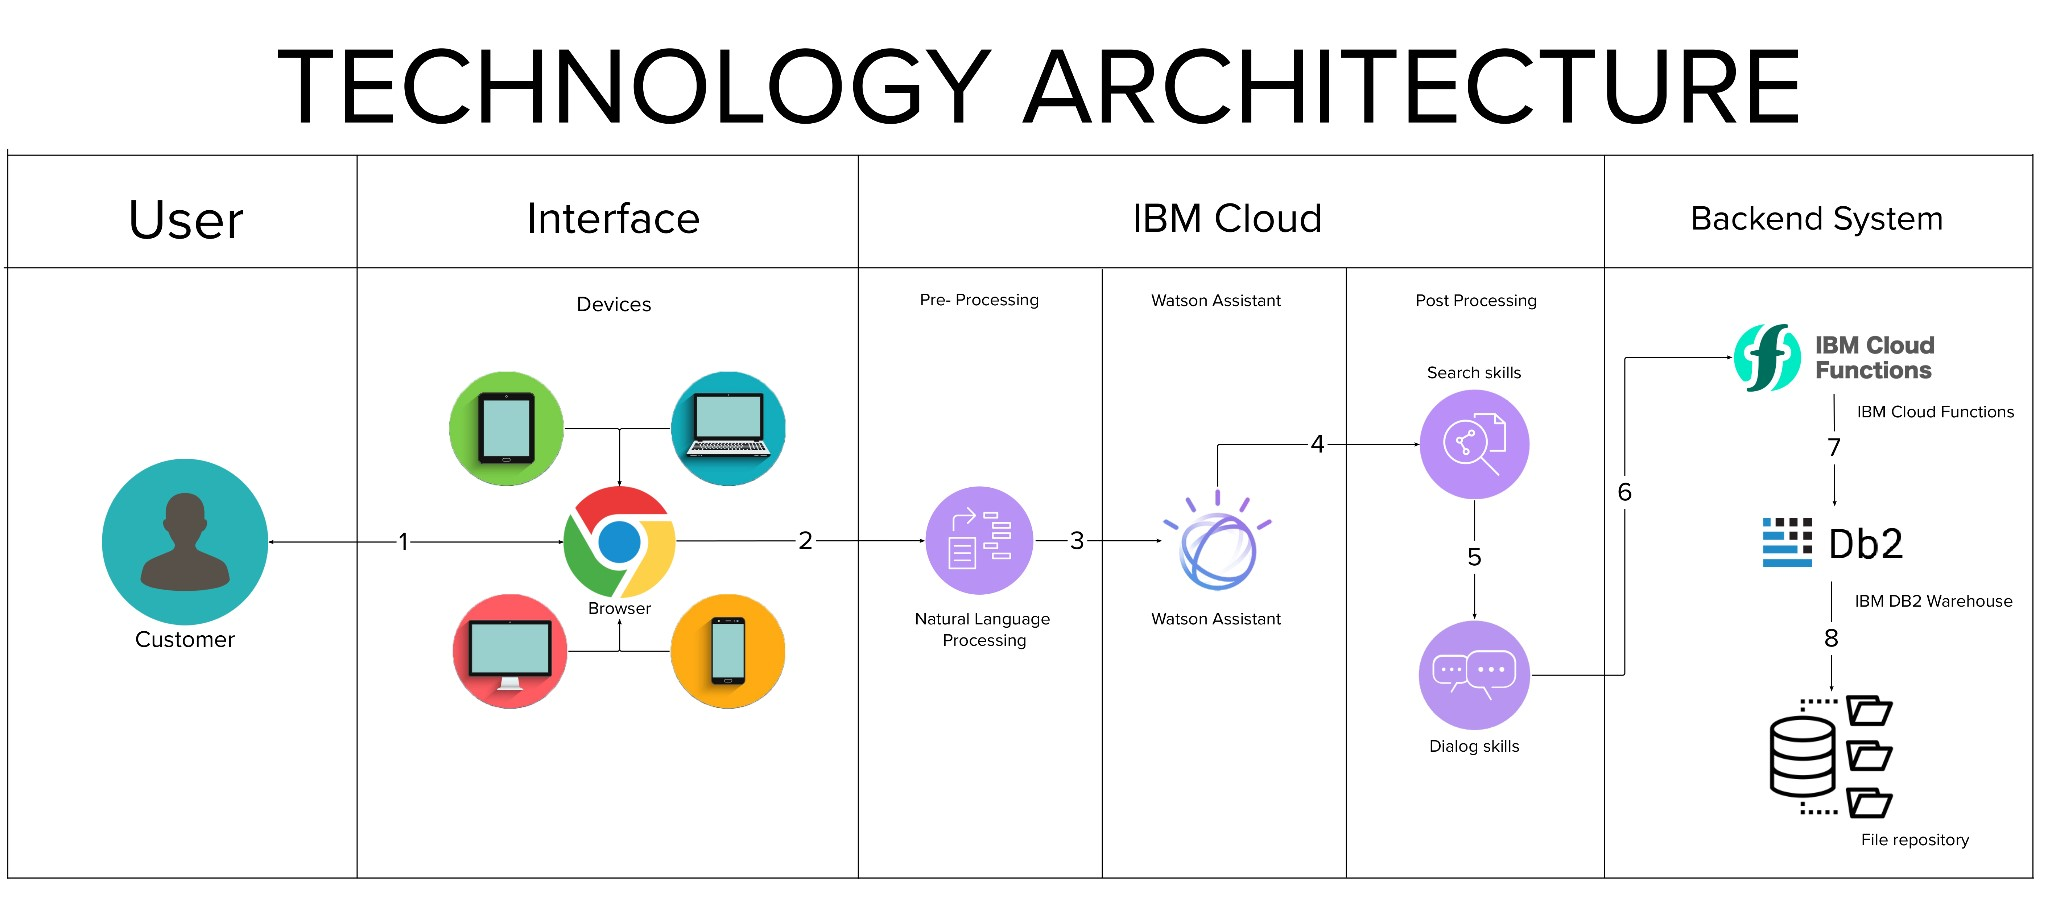 TECHNOLOGY ARCHITECTURE
User
Interface
IBM Cloud
Backend System
Devices
Pre- Processing
Watson Assistant
Post Processing
Search skills
IBM Cloud
Functions
IBM Cloud Functions
4
7
6
1
Browser
2
Natural Language
Processing
3
Watson Assistant
5
Db2
IBM DB2 Warehouse
Customer
8
Dialog skills
File repository